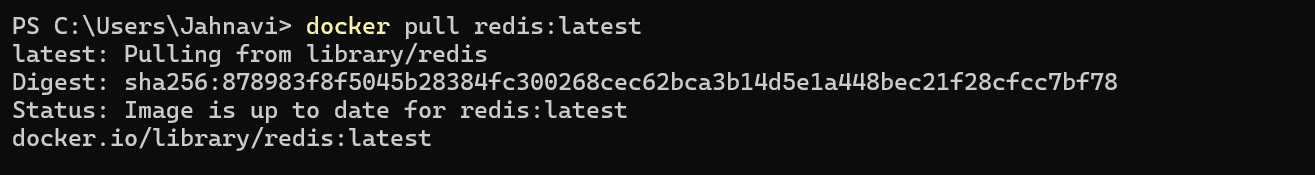 PS C:\Users\Jahnavi> docker pull redis:latest
latest: Pulling from library/redis
Digest: sha256:878983f8f5045b28384fc300268cec62bca3b14d5e1a448bec21f28cfcc7bf78
Status: Image is up to date for redis:latest
docker.io/library/redis:latest